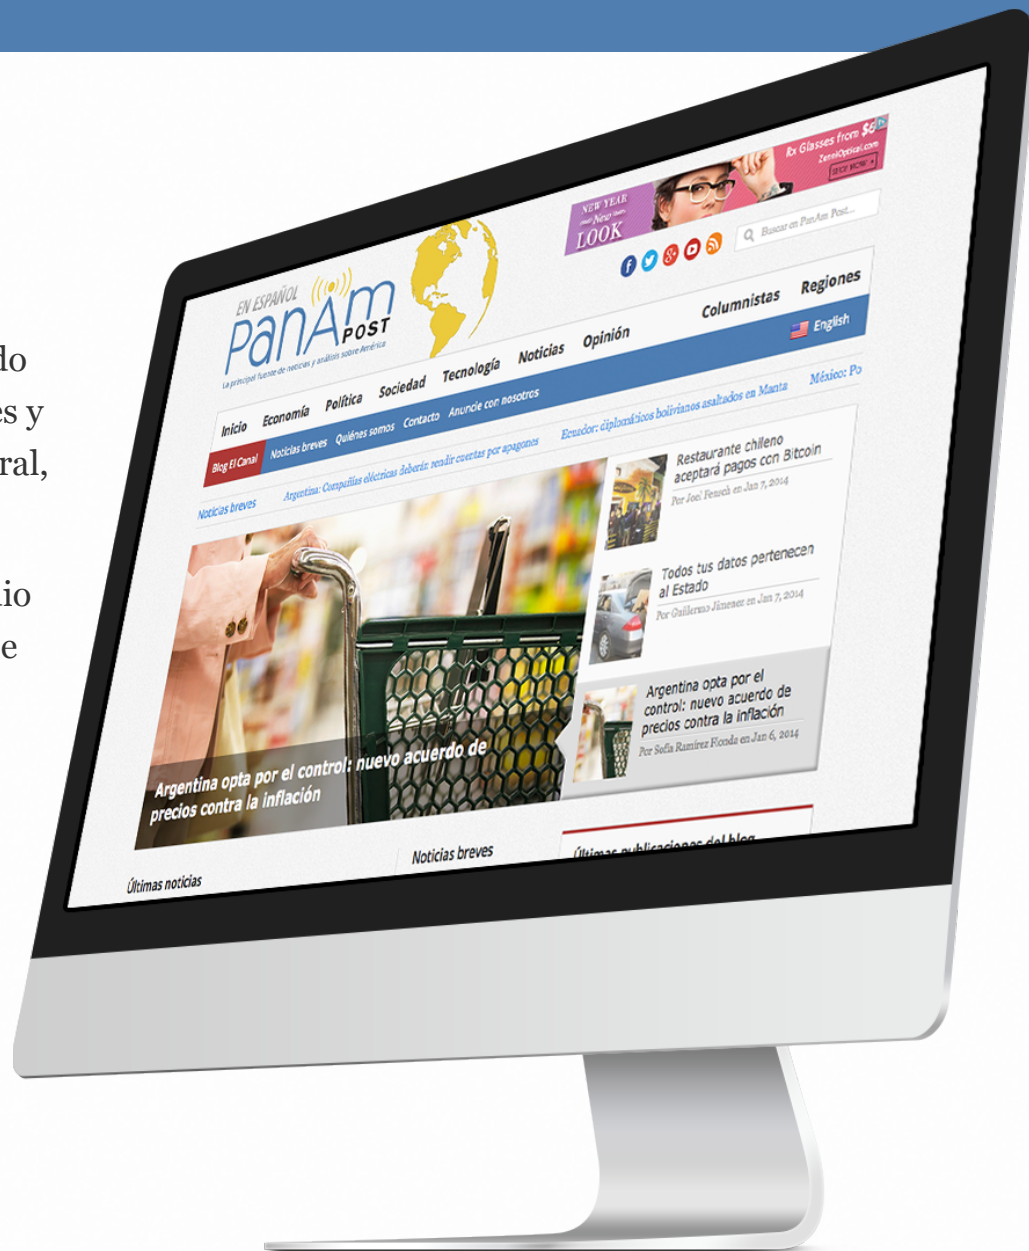 do
es y
ral,
io
e
NEW YEAR
New
LOOK
Rx Glasses from $6
ZenniOptical.com
Buscar en PanAm Post...
EN ESPAÑOL
PanAm
POST
La principal fuente de noticias y análisis sobre América
Inicio Economía Política Sociedad Tecnología Noticias Opinión Columnistas Regiones
Blog El Canal Noticias breves Quiénes somos Contacto Anuncie con nosotros English
Noticias breves Argentina: Compañías eléctricas deberán rendir cuentas por apagones Ecuador: diplomáticos bolivianos asaltados en Manta México: Po
Restaurante chileno
aceptará pagos con Bitcoin
Por Joel Fensch en Jan 7, 2014
Todos tus datos pertenecen
al Estado
Por Guillermo Jimenez en Jan 7, 2014
Argentina opta por el
control: nuevo acuerdo de
precios contra la inflación
Por Sofía Ramírez Fionda en Jan 6, 2014
Argentina opta por el control: nuevo acuerdo de
precios contra la inflación
Últimas noticias
Noticias breves
Últimas publicaciones del blog